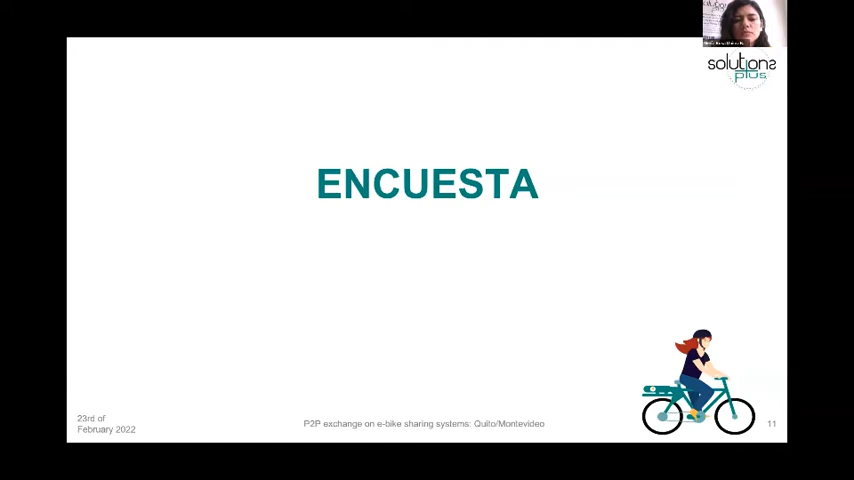 solutions
plus
ENCUESTA
23rd of
February 2022
P2P exchange on e-bike sharing systems: Quito/Montevideo
11